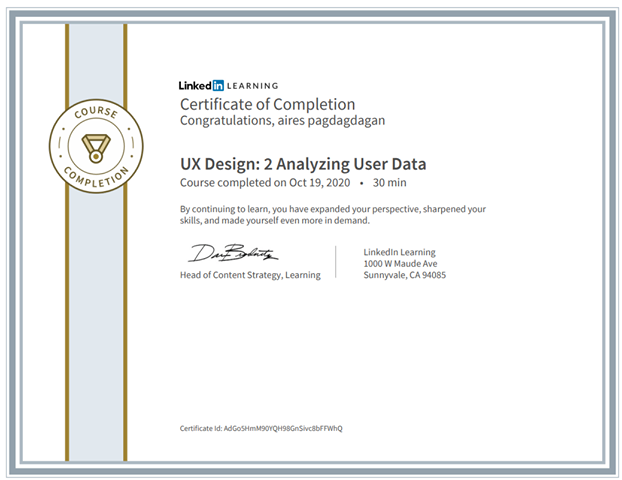 COURSE
COMPLETION
Linked in LEARNING
Certificate of Completion
Congratulations, aires pagdagdagan
UX Design: 2 Analyzing User Data
Course completed on Oct 19, 2020 • 30 min
By continuing to learn, you have expanded your perspective, sharpened your
skills, and made yourself even more in demand.
Head of Content Strategy, Learning
LinkedIn Learning
1000 W Maude Ave
Sunnyvale, CA 94085
Certificate Id: AdGo5HmM90YQH98GnSivc8bFFWhQ